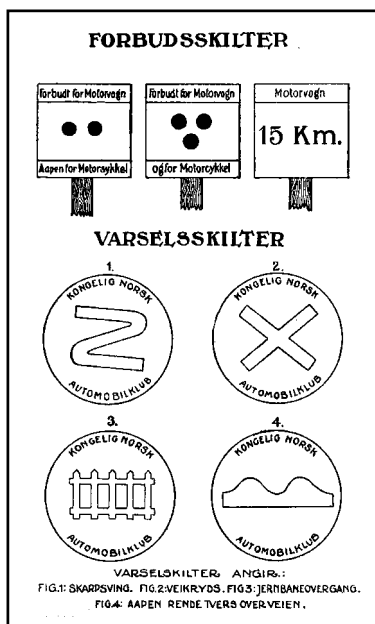 FORBUDSSKILTER
Forbudt for Motorvogn
Aapen for Motorsykkel
Forbudt for Motorvogn
og for Motorcykkel
Motorvogn
15 Km.
VARSELSSKILTER
1.
KONGELIG NORSK
AUTOMOBILKLUB
2.
KONGELIG NORSK
AUTOMOBILKLUB
3.
KONGELIG NORSK
AUTOMOBILKLUB
4.
KONGELIG NORSK
AUTOMOBILKLUB
VARSELSKILTER ANGIR.:
FIG.1: SKARPSVING. FIG.2: VEIKRYDS. FIG3: JERNBANEOVERGANG.
FIG.4: AAPEN RENDE TVERS OVER VEIEN.